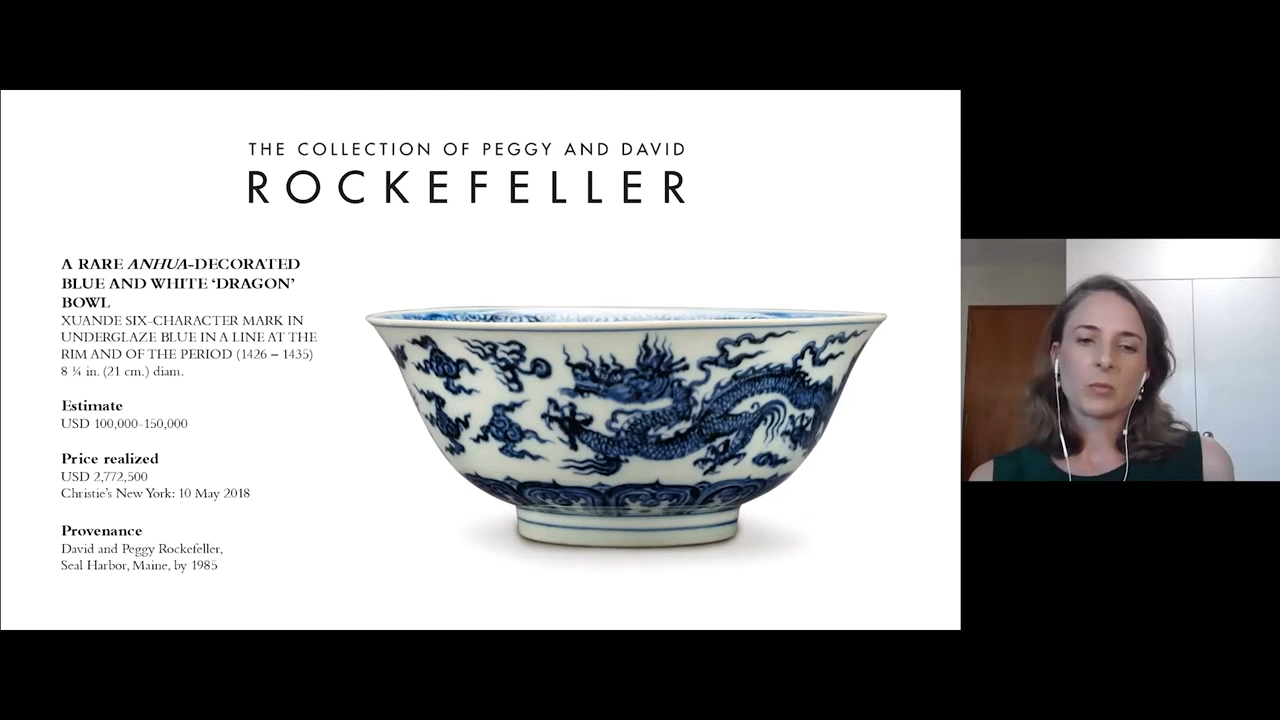 THE COLLECTION OF PEGGY AND DAVID
ROCKEFELLER
A RARE ANHUA-DECORATED
BLUE AND WHITE ‘DRAGON’
BOWL
XUANDE SIX-CHARACTER MARK IN
UNDERGLAZE BLUE IN A LINE AT THE
RIM AND OF THE PERIOD (1426 – 1435)
8 ¼ in. (21 cm.) diam.
Estimate
USD 100,000-150,000
Price realized
USD 2,772,500
Christie's New York: 10 May 2018
Provenance
David and Peggy Rockefeller,
Seal Harbor, Maine, by 1985